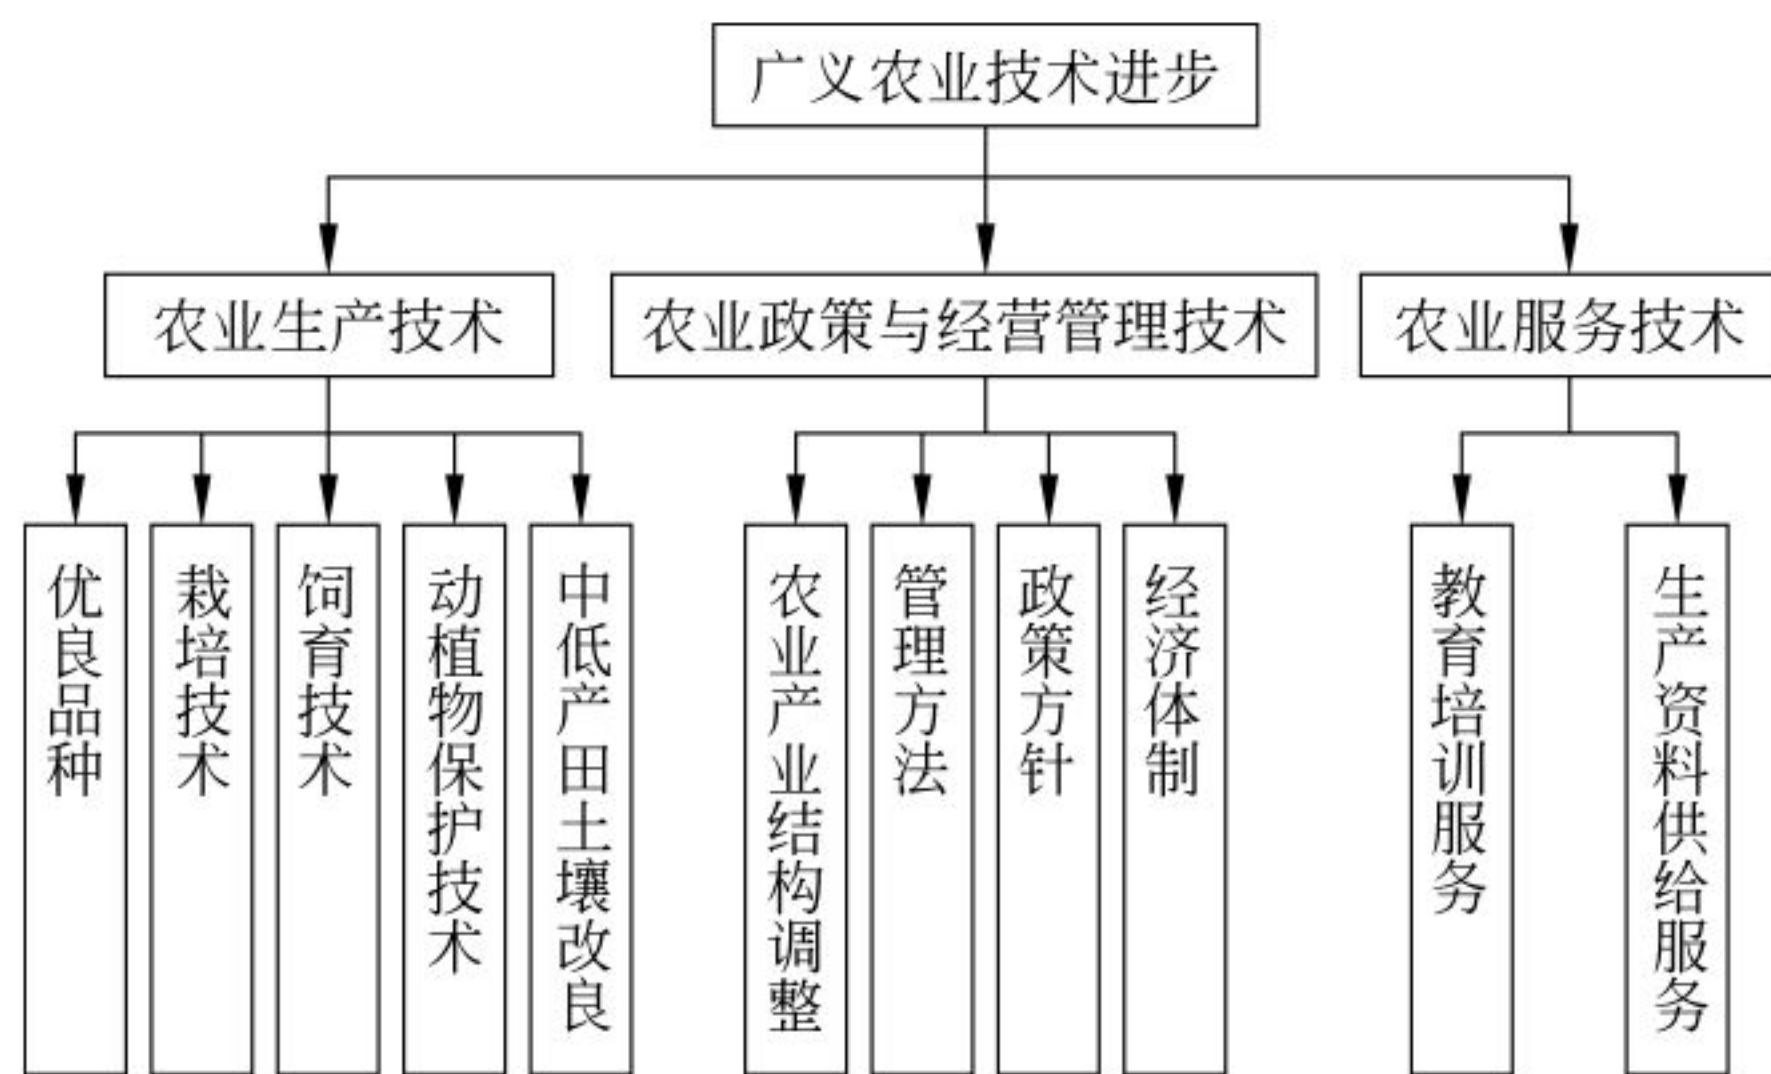 广义农业技术进步
农业生产技术
农业政策与经营管理技术
农业服务技术
优良品种
栽培技术
饲育技术
动植物保护技术
中低产田土壤改良
农业产业结构调整
管理方法
政策方针
经济体制
教育培训服务
生产资料供给服务